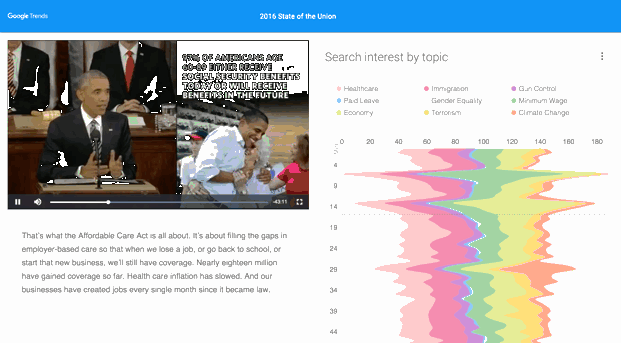 Google Trends
2016 State of the Union
97% OF AMERICANS AGE
60-89 EITHER RECEIVE
SOCIAL SECURITY BENEFITS
TODAY OR WILL RECEIVE
BENEFITS IN THE FUTURE
-43:11
That's what the Affordable Care Act is all about. It's about filling the gaps in
employer-based care so that when we lose a job, or go back to school, or
start that new business, we'll still have coverage. Nearly eighteen million
have gained coverage so far. Health care inflation has slowed. And our
businesses have created jobs every single month since it became law.
Search interest by topic
Healthcare Immigration Gun Control
Paid Leave Gender Equality Minimum Wage
Economy Terrorism Climate Change
0 20 40 60 80 100 120 140 160 180
4
9
14
19
24
29
34
39
44